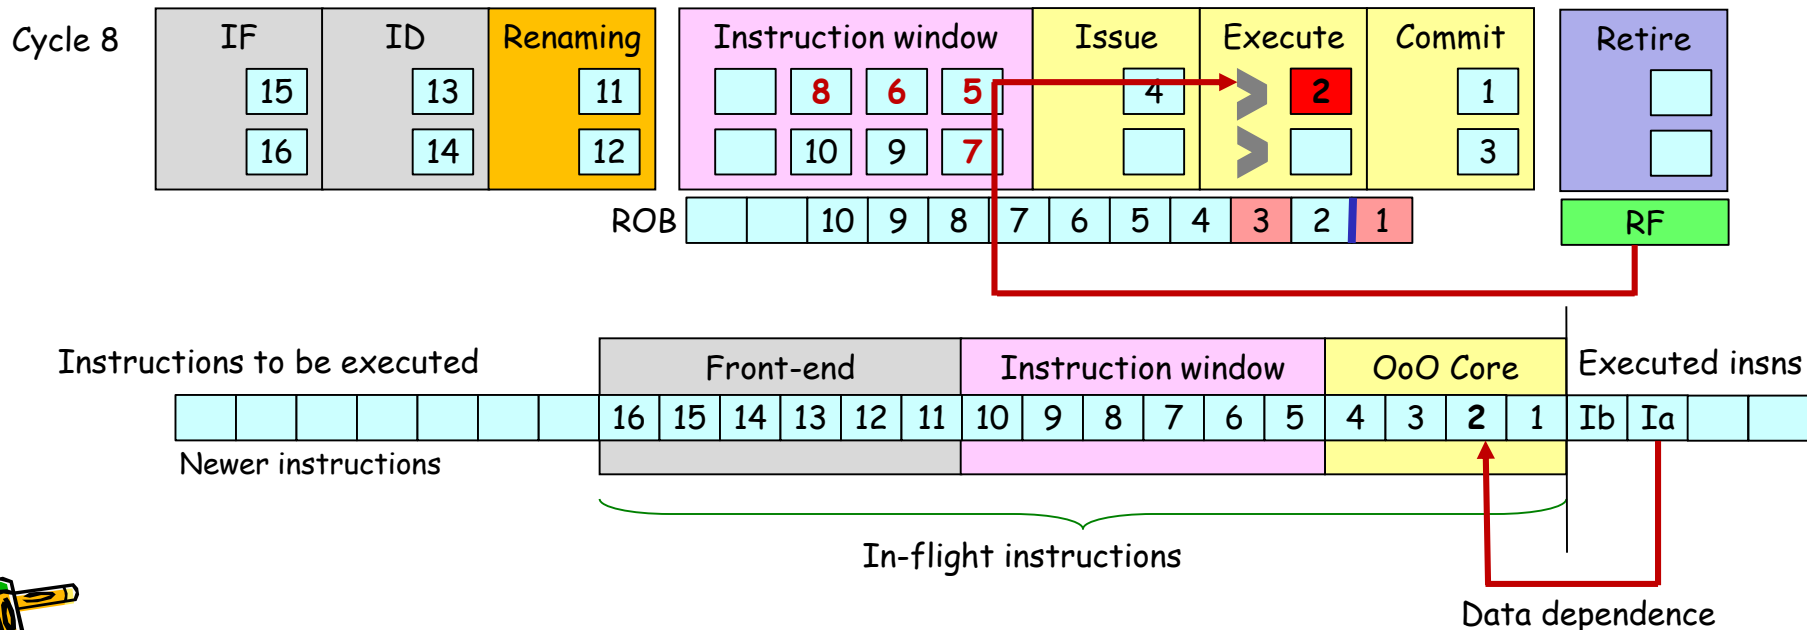 Cycle 8
IF ID Renaming Instruction window Issue Execute Commit Retire
15 13 11 8 6 5 4 2 1
16 14 12 10 9 7 3
ROB 10 9 8 7 6 5 4 3 2 1 RF
Instructions to be executed Front-end Instruction window OoO Core Executed insns
16 15 14 13 12 11 10 9 8 7 6 5 4 3 2 1 Ib Ia
Newer instructions
In-flight instructions
Data dependence